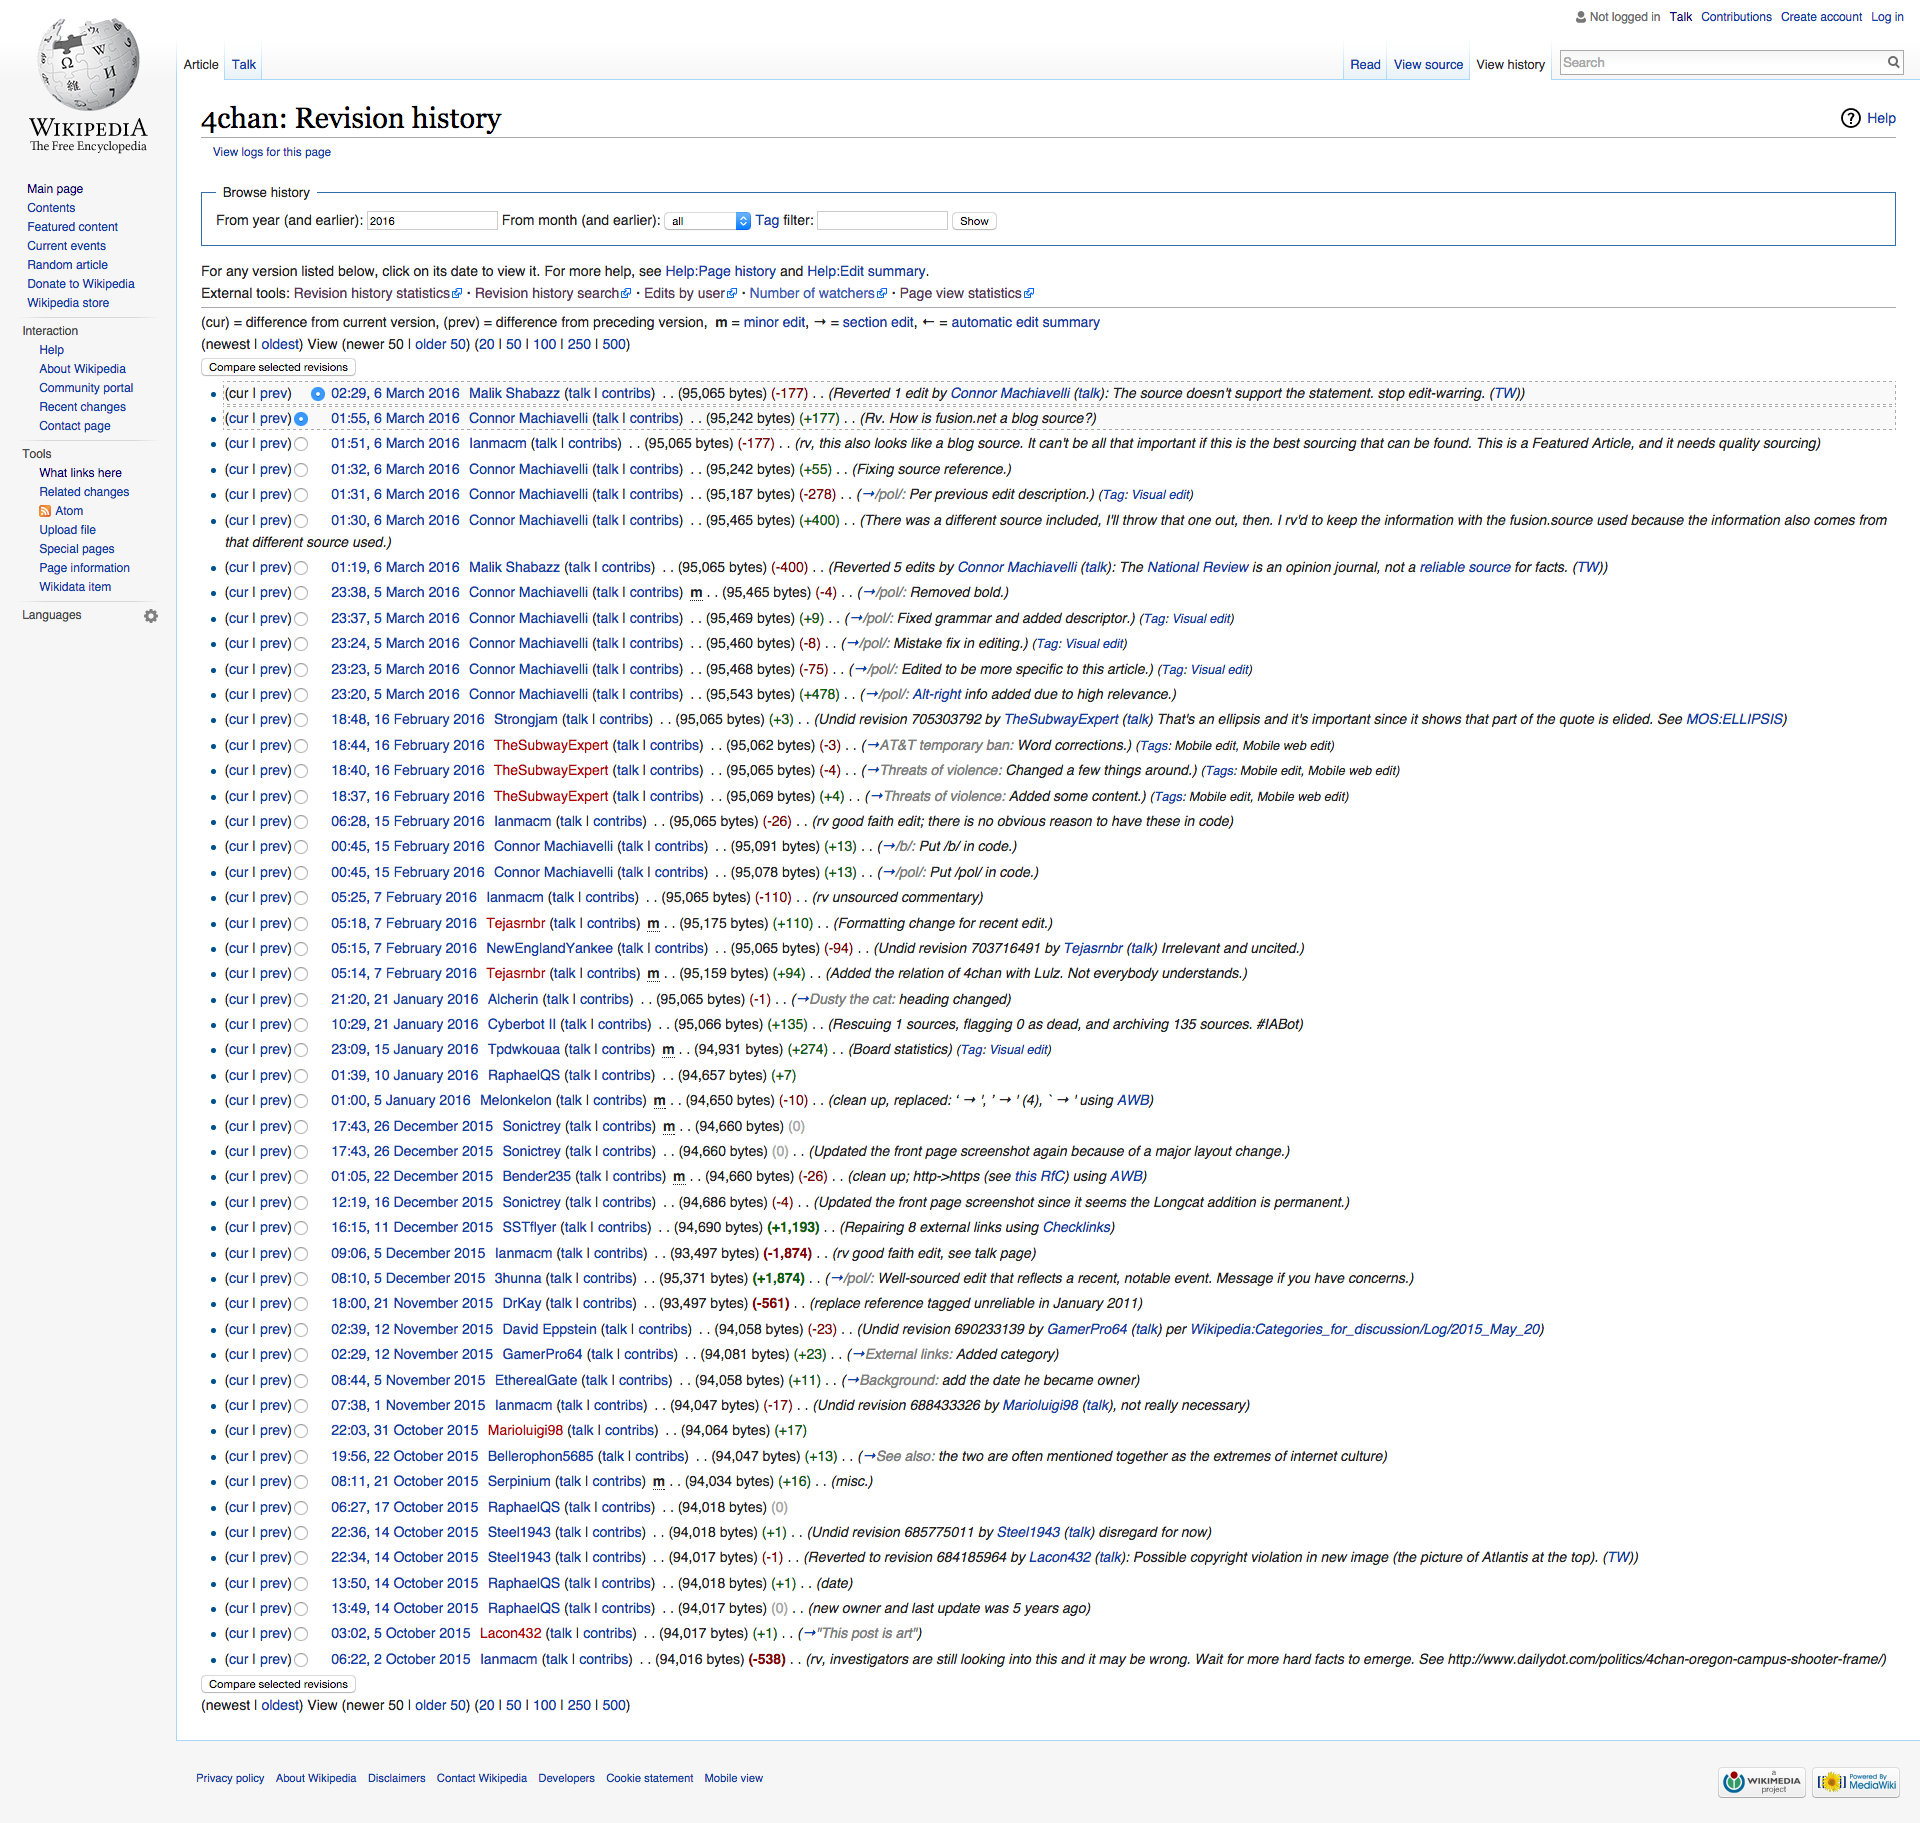 Not logged in Talk Contributions Create account Log in
Article Talk Read View source View history Search
WIKIPEDIA
The Free Encyclopedia
Main page
Contents
Featured content
Current events
Random article
Donate to Wikipedia
Wikipedia store
Interaction
Help
About Wikipedia
Community portal
Recent changes
Contact page
Tools
What links here
Related changes
Atom
Upload file
Special pages
Page information
Wikidata item
Languages
4chan: Revision history
Help
View logs for this page
Browse history
From year (and earlier): 2016 From month (and earlier): all Tag filter: Show
For any version listed below, click on its date to view it. For more help, see Help:Page history and Help:Edit summary.
External tools: Revision history statistics · Revision history search · Edits by user · Number of watchers · Page view statistics
(cur) = difference from current version, (prev) = difference from preceding version, m = minor edit, → = section edit, ← = automatic edit summary
(newest | oldest) View (newer 50 | older 50) (20 | 50 | 100 | 250 | 500)
Compare selected revisions
(cur | prev) 02:29, 6 March 2016 Malik Shabazz (talk | contribs) . . (95,065 bytes) (-177) . . (Reverted 1 edit by Connor Machiavelli (talk): The source doesn't support the statement. stop edit-warring. (TW))
(cur | prev) 01:55, 6 March 2016 Connor Machiavelli (talk | contribs) . . (95,242 bytes) (+177) . . (Rv. How is fusion.net a blog source?)
(cur | prev) 01:51, 6 March 2016 Ianmacm (talk | contribs) . . (95,065 bytes) (-177) . . (rv, this also looks like a blog source. It can't be all that important if this is the best sourcing that can be found. This is a Featured Article, and it needs quality sourcing)
(cur | prev) 01:32, 6 March 2016 Connor Machiavelli (talk | contribs) . . (95,242 bytes) (+55) . . (Fixing source reference.)
(cur | prev) 01:31, 6 March 2016 Connor Machiavelli (talk | contribs) . . (95,187 bytes) (-278) . . (→/pol/: Per previous edit description.) (Tag: Visual edit)
(cur | prev) 01:30, 6 March 2016 Connor Machiavelli (talk | contribs) . . (95,465 bytes) (+400) . . (There was a different source included, I'll throw that one out, then. I rv'd to keep the information with the fusion.source used because the information also comes from
that different source used.)
(cur | prev) 01:19, 6 March 2016 Malik Shabazz (talk | contribs) . . (95,065 bytes) (-400) . . (Reverted 5 edits by Connor Machiavelli (talk): The National Review is an opinion journal, not a reliable source for facts. (TW))
(cur | prev) 23:38, 5 March 2016 Connor Machiavelli (talk | contribs) m . . (95,465 bytes) (-4) . . (→/pol/: Removed bold.)
(cur | prev) 23:37, 5 March 2016 Connor Machiavelli (talk | contribs) . . (95,469 bytes) (+9) . . (→/pol/: Fixed grammar and added descriptor.) (Tag: Visual edit)
(cur | prev) 23:24, 5 March 2016 Connor Machiavelli (talk | contribs) . . (95,460 bytes) (-8) . . (→/pol/: Mistake fix in editing.) (Tag: Visual edit)
(cur | prev) 23:23, 5 March 2016 Connor Machiavelli (talk | contribs) . . (95,468 bytes) (-75) . . (→/pol/: Edited to be more specific to this article.) (Tag: Visual edit)
(cur | prev) 23:20, 5 March 2016 Connor Machiavelli (talk | contribs) . . (95,543 bytes) (+478) . . (→/pol/: Alt-right info added due to high relevance.)
(cur | prev) 18:48, 16 February 2016 Strongjam (talk | contribs) . . (95,065 bytes) (+3) . . (Undid revision 705303792 by TheSubwayExpert (talk) That's an ellipsis and it's important since it shows that part of the quote is elided. See MOS:ELLIPSIS)
(cur | prev) 18:44, 16 February 2016 TheSubwayExpert (talk | contribs) . . (95,062 bytes) (-3) . . (→AT&T temporary ban: Word corrections.) (Tags: Mobile edit, Mobile web edit)
(cur | prev) 18:40, 16 February 2016 TheSubwayExpert (talk | contribs) . . (95,065 bytes) (-4) . . (→Threats of violence: Changed a few things around.) (Tags: Mobile edit, Mobile web edit)
(cur | prev) 18:37, 16 February 2016 TheSubwayExpert (talk | contribs) . . (95,069 bytes) (+4) . . (→Threats of violence: Added some content.) (Tags: Mobile edit, Mobile web edit)
(cur | prev) 06:28, 15 February 2016 Ianmacm (talk | contribs) . . (95,065 bytes) (-26) . . (rv good faith edit; there is no obvious reason to have these in code)
(cur | prev) 00:45, 15 February 2016 Connor Machiavelli (talk | contribs) . . (95,091 bytes) (+13) . . (→/b/: Put /b/ in code.)
(cur | prev) 00:45, 15 February 2016 Connor Machiavelli (talk | contribs) . . (95,078 bytes) (+13) . . (→/pol/: Put /pol/ in code.)
(cur | prev) 05:25, 7 February 2016 Ianmacm (talk | contribs) . . (95,065 bytes) (-110) . . (rv unsourced commentary)
(cur | prev) 05:18, 7 February 2016 Tejasrnbr (talk | contribs) m . . (95,175 bytes) (+110) . . (Formatting change for recent edit.)
(cur | prev) 05:15, 7 February 2016 NewEnglandYankee (talk | contribs) . . (95,065 bytes) (-94) . . (Undid revision 703716491 by Tejasrnbr (talk) Irrelevant and uncited.)
(cur | prev) 05:14, 7 February 2016 Tejasrnbr (talk | contribs) m . . (95,159 bytes) (+94) . . (Added the relation of 4chan with Lulz. Not everybody understands.)
(cur | prev) 21:20, 21 January 2016 Alcherin (talk | contribs) . . (95,065 bytes) (-1) . . (→Dusty the cat: heading changed)
(cur | prev) 10:29, 21 January 2016 Cyberbot II (talk | contribs) . . (95,066 bytes) (+135) . . (Rescuing 1 sources, flagging 0 as dead, and archiving 135 sources. #IABot)
(cur | prev) 23:09, 15 January 2016 Tpdwkouaa (talk | contribs) m . . (94,931 bytes) (+274) . . (Board statistics) (Tag: Visual edit)
(cur | prev) 01:39, 10 January 2016 RaphaelQS (talk | contribs) . . (94,657 bytes) (+7)
(cur | prev) 01:00, 5 January 2016 Melonkelon (talk | contribs) m . . (94,650 bytes) (-10) . . (clean up, replaced: ‘ → ', ’ → ' (4), ` → ' using AWB)
(cur | prev) 17:43, 26 December 2015 Sonictrey (talk | contribs) m . . (94,660 bytes) (0)
(cur | prev) 17:43, 26 December 2015 Sonictrey (talk | contribs) . . (94,660 bytes) (0) . . (Updated the front page screenshot again because of a major layout change.)
(cur | prev) 01:05, 22 December 2015 Bender235 (talk | contribs) m . . (94,660 bytes) (-26) . . (clean up; http->https (see this RfC) using AWB)
(cur | prev) 12:19, 16 December 2015 Sonictrey (talk | contribs) . . (94,686 bytes) (-4) . . (Updated the front page screenshot since it seems the Longcat addition is permanent.)
(cur | prev) 16:15, 11 December 2015 SSTflyer (talk | contribs) . . (94,690 bytes) (+1,193) . . (Repairing 8 external links using Checklinks)
(cur | prev) 09:06, 5 December 2015 Ianmacm (talk | contribs) . . (93,497 bytes) (-1,874) . . (rv good faith edit, see talk page)
(cur | prev) 08:10, 5 December 2015 3hunna (talk | contribs) . . (95,371 bytes) (+1,874) . . (→/pol/: Well-sourced edit that reflects a recent, notable event. Message if you have concerns.)
(cur | prev) 18:00, 21 November 2015 DrKay (talk | contribs) . . (93,497 bytes) (-561) . . (replace reference tagged unreliable in January 2011)
(cur | prev) 02:39, 12 November 2015 David Eppstein (talk | contribs) . . (94,058 bytes) (-23) . . (Undid revision 690233139 by GamerPro64 (talk) per Wikipedia:Categories_for_discussion/Log/2015_May_20)
(cur | prev) 02:29, 12 November 2015 GamerPro64 (talk | contribs) . . (94,081 bytes) (+23) . . (→External links: Added category)
(cur | prev) 08:44, 5 November 2015 EtherealGate (talk | contribs) . . (94,058 bytes) (+11) . . (→Background: add the date he became owner)
(cur | prev) 07:38, 1 November 2015 Ianmacm (talk | contribs) . . (94,047 bytes) (-17) . . (Undid revision 688433326 by Marioluigi98 (talk), not really necessary)
(cur | prev) 22:03, 31 October 2015 Marioluigi98 (talk | contribs) . . (94,064 bytes) (+17)
(cur | prev) 19:56, 22 October 2015 Bellerophon5685 (talk | contribs) . . (94,047 bytes) (+13) . . (→See also: the two are often mentioned together as the extremes of internet culture)
(cur | prev) 08:11, 21 October 2015 Serpinium (talk | contribs) m . . (94,034 bytes) (+16) . . (misc.)
(cur | prev) 06:27, 17 October 2015 RaphaelQS (talk | contribs) . . (94,018 bytes) (0)
(cur | prev) 22:36, 14 October 2015 Steel1943 (talk | contribs) . . (94,018 bytes) (+1) . . (Undid revision 685775011 by Steel1943 (talk) disregard for now)
(cur | prev) 22:34, 14 October 2015 Steel1943 (talk | contribs) . . (94,017 bytes) (-1) . . (Reverted to revision 684185964 by Lacon432 (talk): Possible copyright violation in new image (the picture of Atlantis at the top). (TW))
(cur | prev) 13:50, 14 October 2015 RaphaelQS (talk | contribs) . . (94,018 bytes) (+1) . . (date)
(cur | prev) 13:49, 14 October 2015 RaphaelQS (talk | contribs) . . (94,017 bytes) (0) . . (new owner and last update was 5 years ago)
(cur | prev) 03:02, 5 October 2015 Lacon432 (talk | contribs) . . (94,017 bytes) (+1) . . (→"This post is art")
(cur | prev) 06:22, 2 October 2015 Ianmacm (talk | contribs) . . (94,016 bytes) (-538) . . (rv, investigators are still looking into this and it may be wrong. Wait for more hard facts to emerge. See http://www.dailydot.com/politics/4chan-oregon-campus-shooter-frame/)
Compare selected revisions
(newest | oldest) View (newer 50 | older 50) (20 | 50 | 100 | 250 | 500)
Privacy policy About Wikipedia Disclaimers Contact Wikipedia Developers Cookie statement Mobile view
a WIKIMEDIA project
Powered By MediaWiki